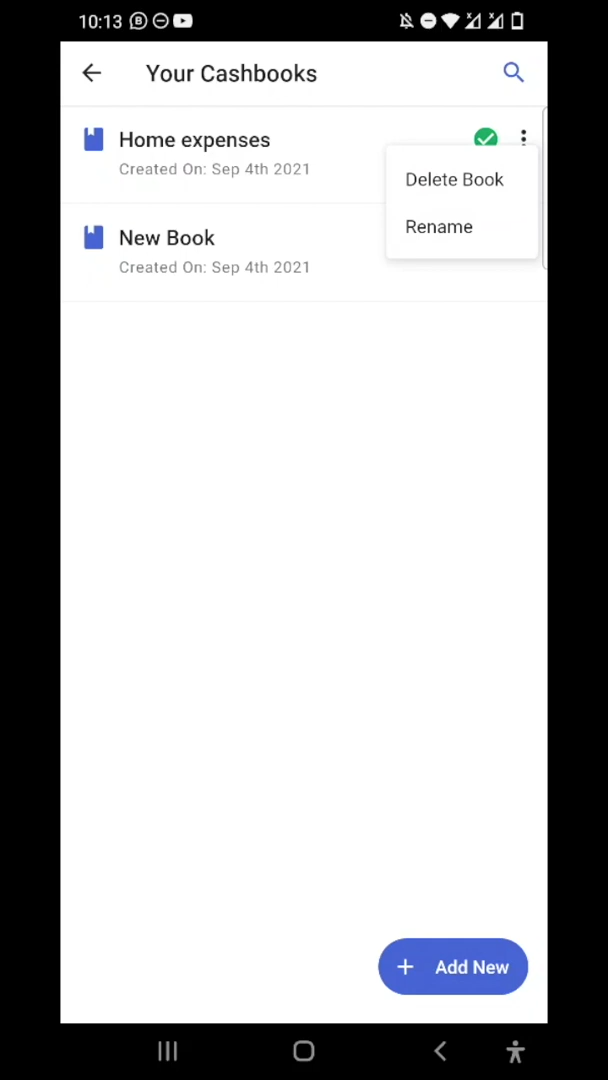 10:13
Your Cashbooks
Home expenses
Created On: Sep 4th 2021
Delete Book
Rename
New Book
Created On: Sep 4th 2021
+ Add New